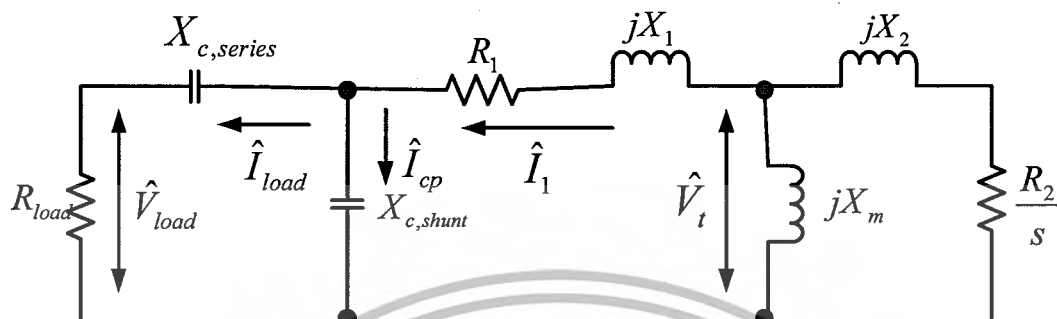 X_{c,series}
R_1
jX_1
jX_2
\hat{I}_{load}
\hat{I}_{cp}
\hat{I}_1
R_{load}
\hat{V}_{load}
X_{c,shunt}
\hat{V}_t
jX_m
\frac{R_2}{s}